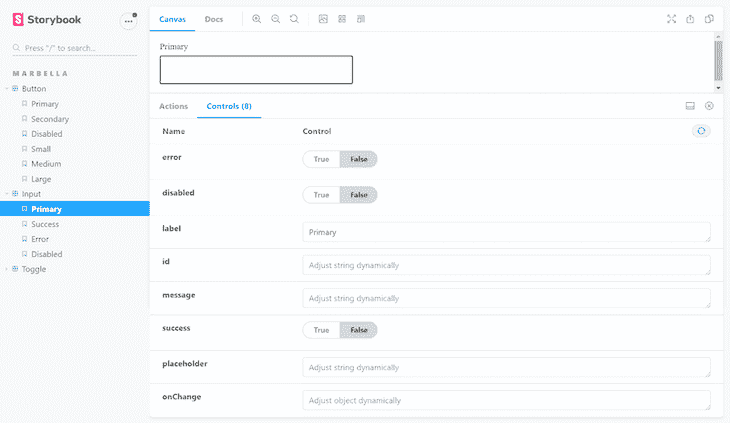 Storybook
Press "/" to search...
MARBELLA
Button
Primary
Secondary
Disabled
Small
Medium
Large
Input
Primary
Success
Error
Disabled
Toggle
Canvas Docs
Primary
Actions Controls (8)
Name Control
error True False
disabled True False
label Primary
id Adjust string dynamically
message Adjust string dynamically
success True False
placeholder Adjust string dynamically
onChange Adjust object dynamically